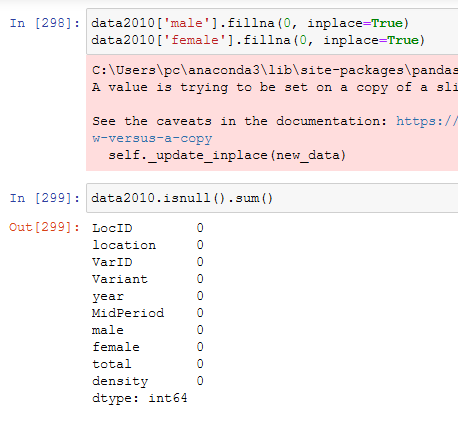 In [298]: data2010['male'].fillna(0, inplace=True)
data2010['female'].fillna(0, inplace=True)
C:\Users\pc\anaconda3\lib\site-packages\pandas
A value is trying to be set on a copy of a sli
See the caveats in the documentation: https://
w-versus-a-copy
self._update_inplace(new_data)
In [299]: data2010.isnull().sum()
Out[299]: LocID 0
location 0
VarID 0
Variant 0
year 0
MidPeriod 0
male 0
female 0
total 0
density 0
dtype: int64